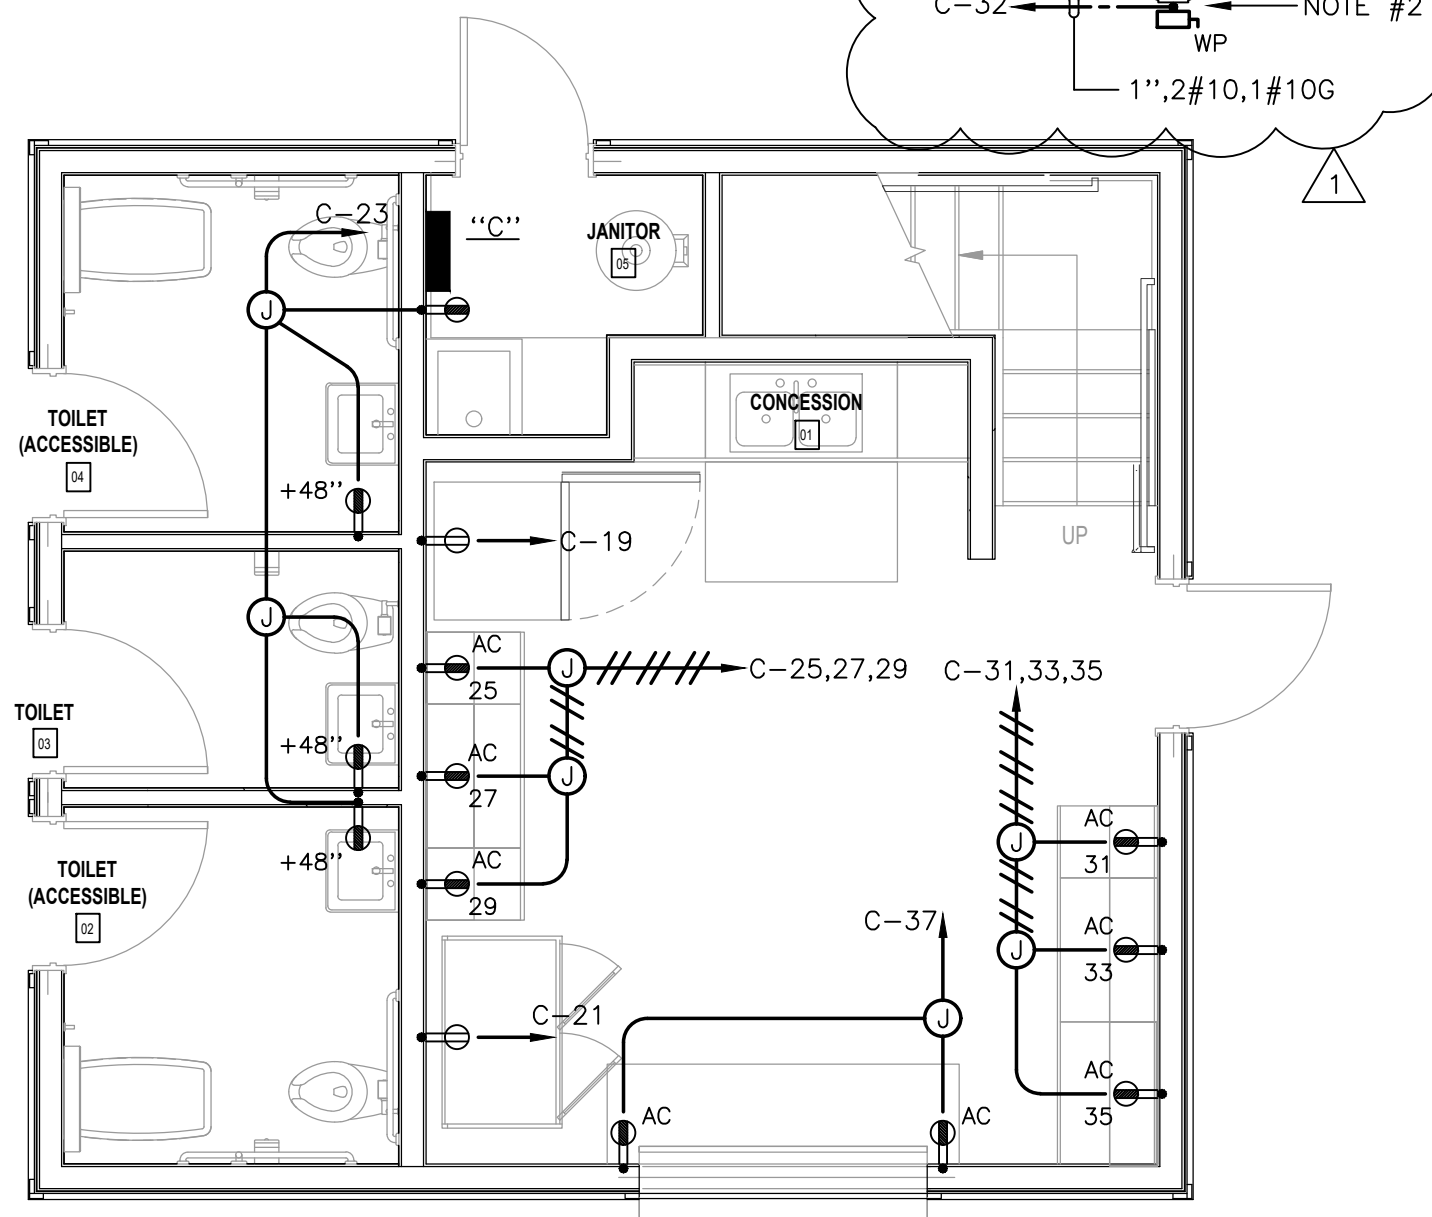 C-32
NOTE #2
WP
1'',2#10,1#10G
1
C-23
"C"
JANITOR
05
J
CONCESSION
01
TOILET
(ACCESSIBLE)
04
+48''
C-19
UP
J
AC
25
J
C-25,27,29
C-31,33,35
TOILET
03
+48''
AC
27
J
AC
31
J
+48''
AC
29
TOILET
(ACCESSIBLE)
02
C-37
AC
33
J
C-21
J
AC
35
AC
AC